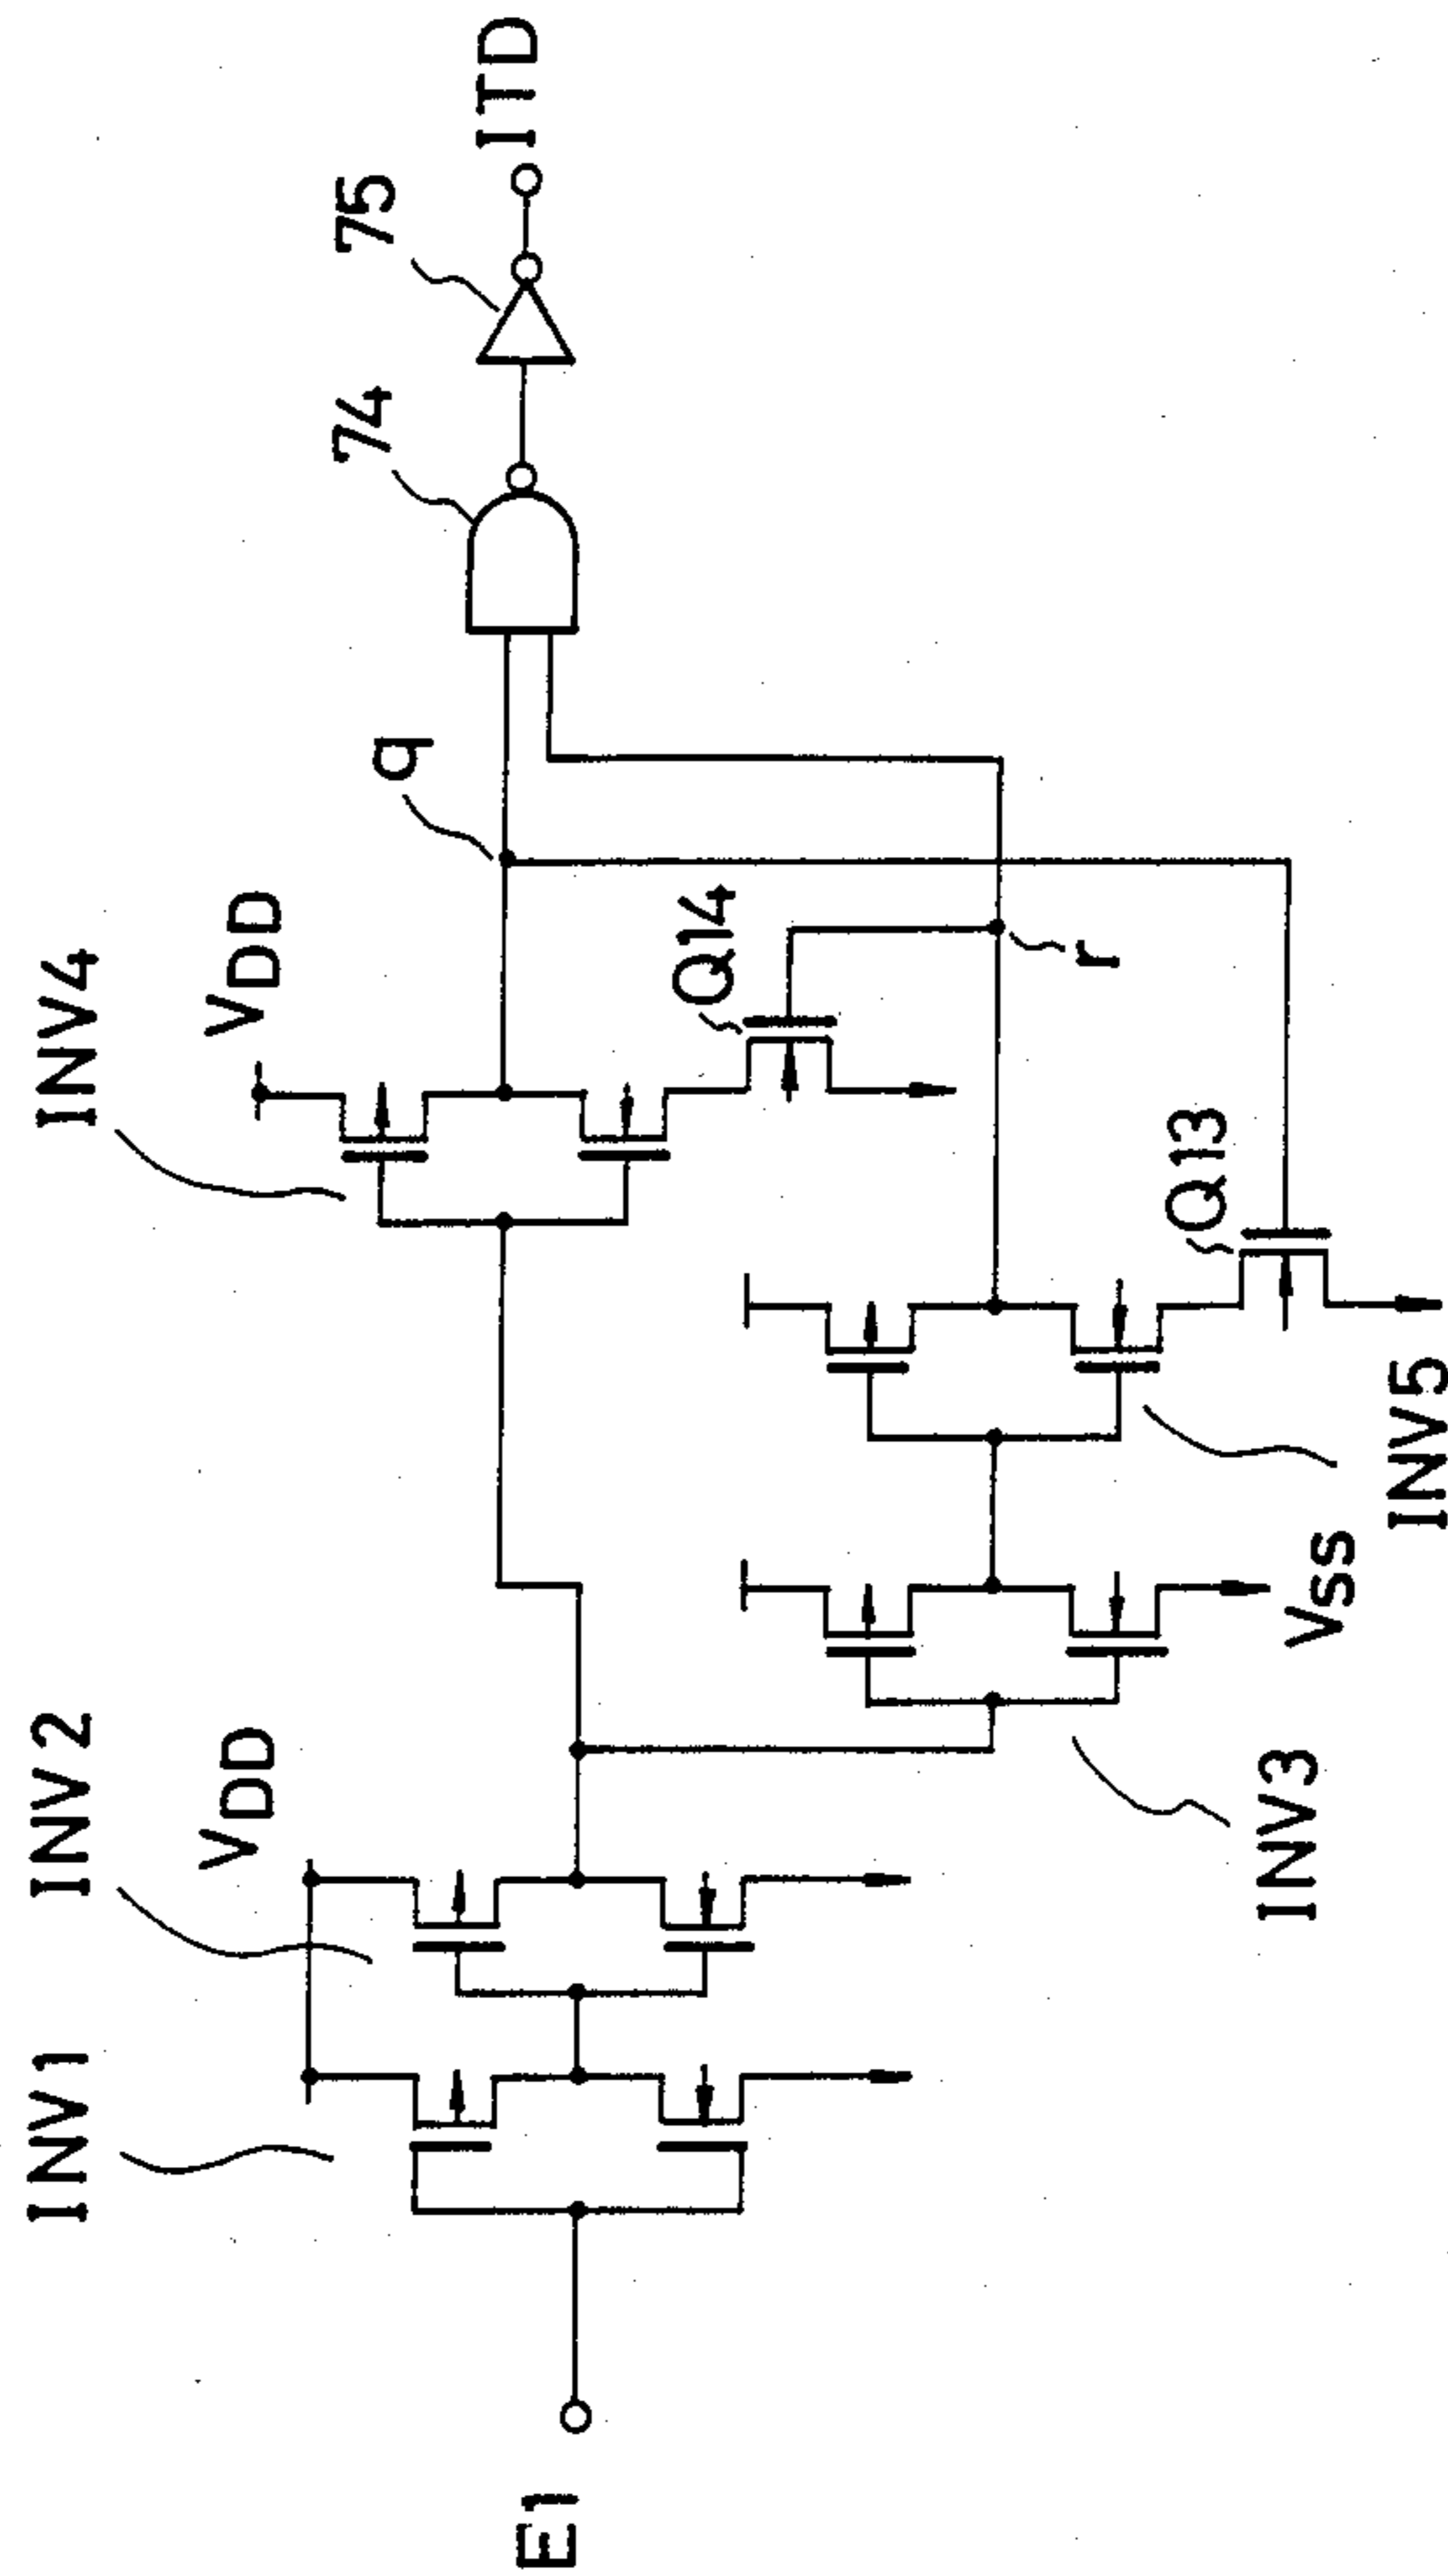 INV1
INV2
INV4
VDD
VDD
q
74
75
ITD
E1
Q14
r
Q13
INV3
VSS
INV5